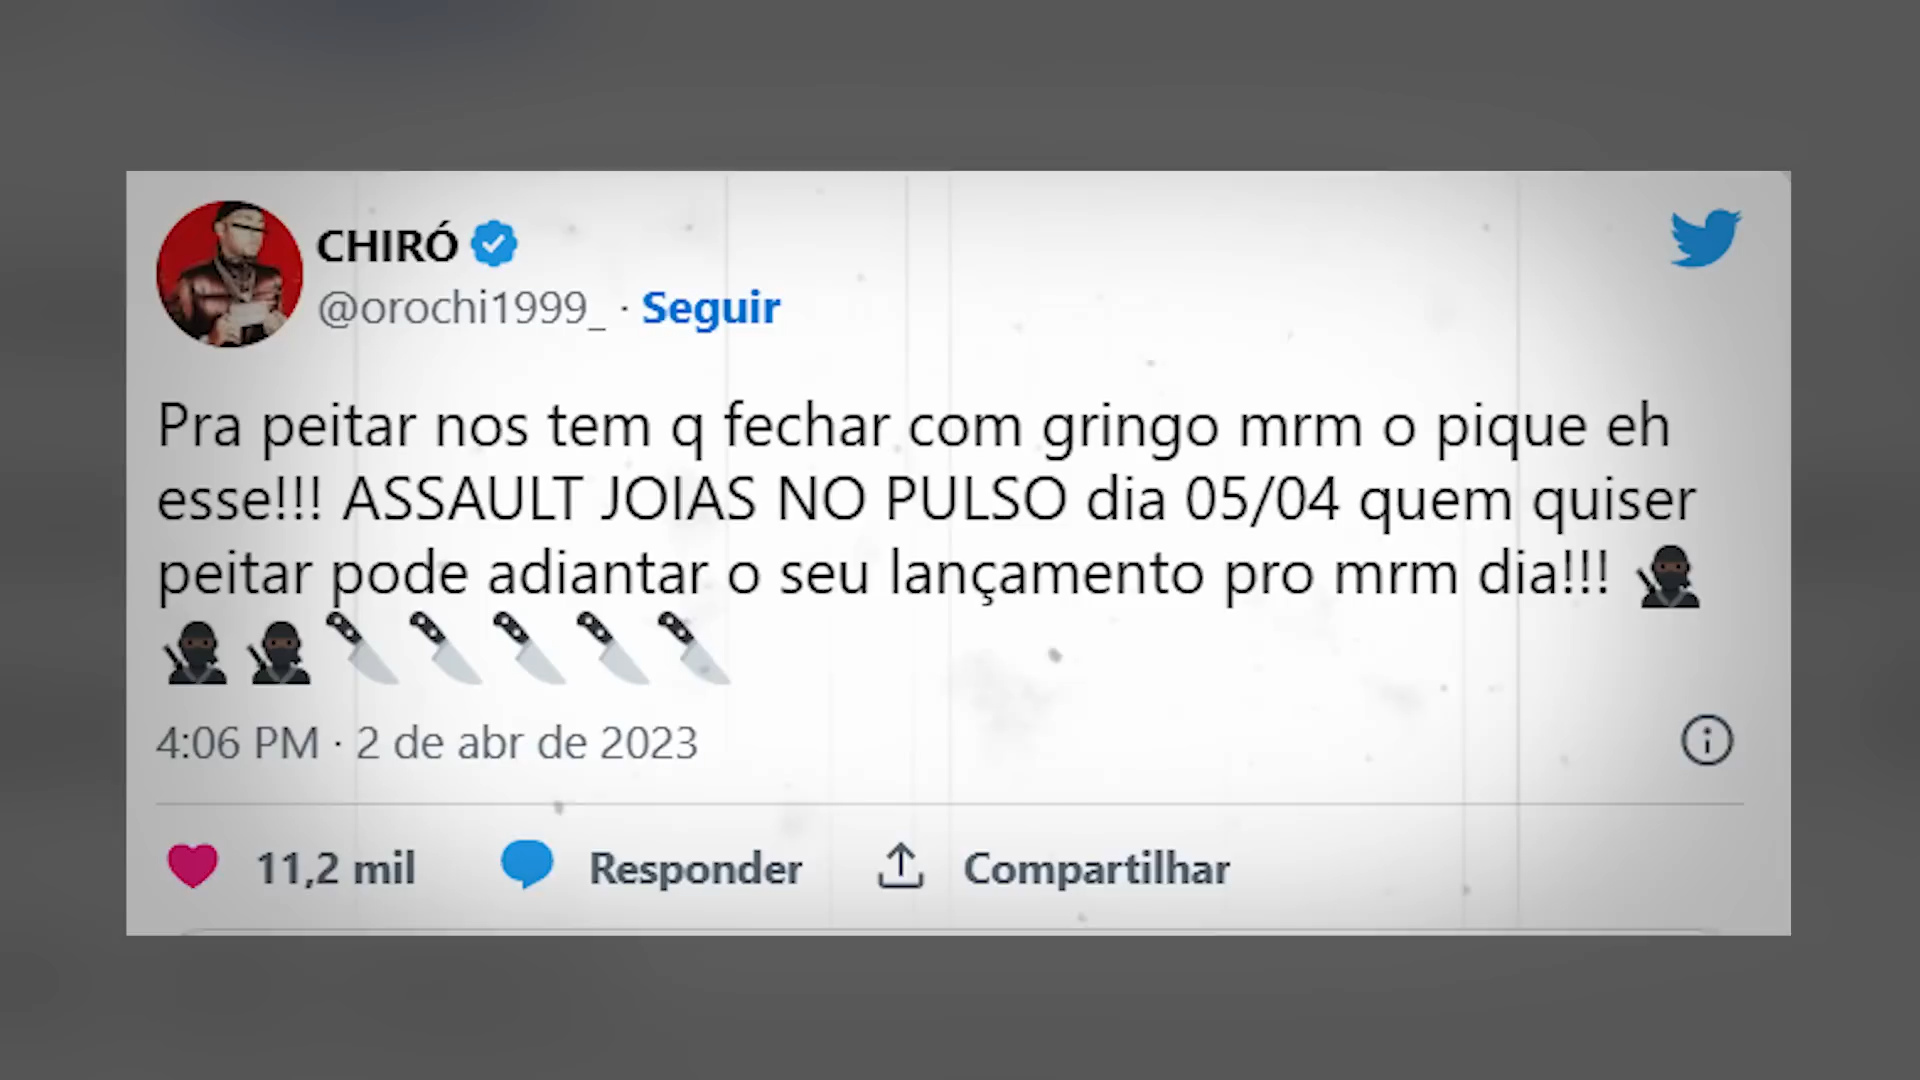 CHIRÓ
@orochi1999_ · Seguir
Pra peitar nos tem q fechar com gringo mrm o pique eh
esse!!! ASSAULT JOIAS NO PULSO dia 05/04 quem quiser
peitar pode adiantar o seu lançamento pro mrm dia!!! 🥷🏿
🥷🏿🥷🏿🔪🔪🔪🔪🔪
4:06 PM · 2 de abr de 2023
11,2 mil Responder Compartilhar